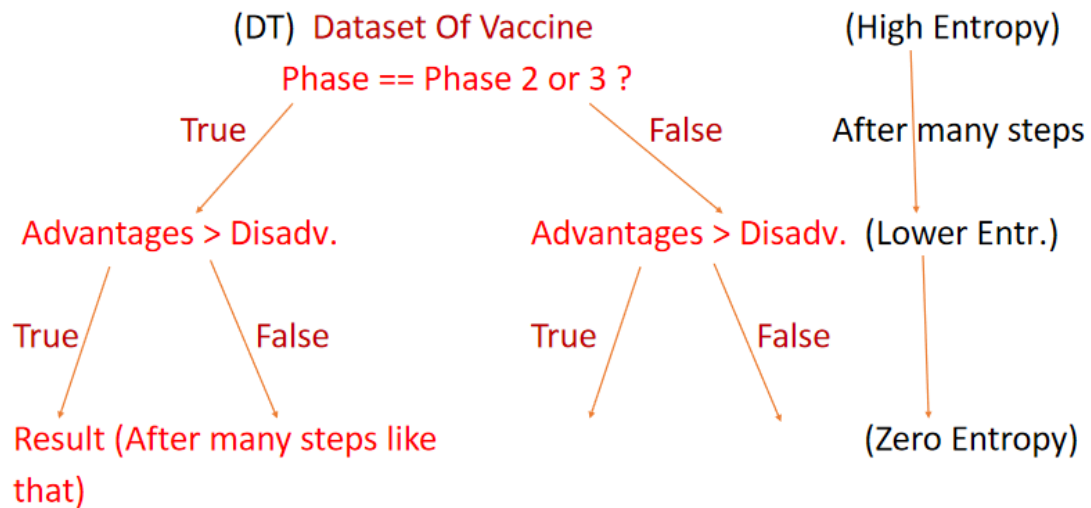 (DT) Dataset Of Vaccine (High Entropy)
Phase == Phase 2 or 3 ?
True False After many steps
Advantages > Disadv. Advantages > Disadv. (Lower Entr.)
True False True False
Result (After many steps like (Zero Entropy)
that)